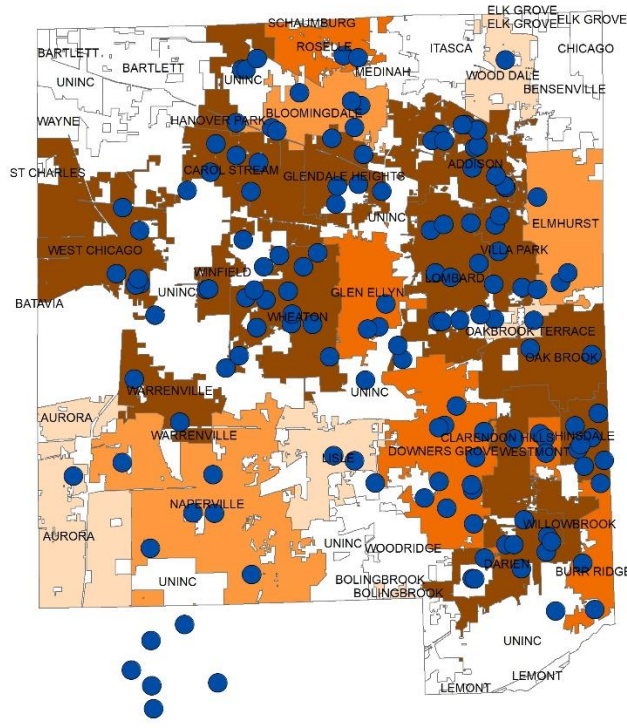 SCHAUMBURG
ELK GROVE
ELK GROVE
ELK GROVE
BARTLETT
ROSELLE
ITASCA
CHICAGO
BARTLETT
UNINC
UNINC
MEDINAH
WOOD DALE
BENSENVILLE
WAYNE
HANOVER PARK
BLOOMINGDALE
ADDISON
ST CHARLES
CAROL STREAM
GLENDALE HEIGHTS
UNINC
ELMHURST
WEST CHICAGO
VILLA PARK
WINFIELD
LOMBARD
UNINC
GLEN ELLYN
BATAVIA
WHEATON
OAKBROOK TERRACE
OAK BROOK
WARRENVILLE
UNINC
AURORA
WARRENVILLE
CLARENDON HILLS
HINSDALE
LISLE
DOWNERS GROVE
WESTMONT
NAPERVILLE
WILLOWBROOK
AURORA
UNINC
WOODRIDGE
DARIEN
BURR RIDGE
UNINC
BOLINGBROOK
BOLINGBROOK
UNINC
LEMONT
LEMONT